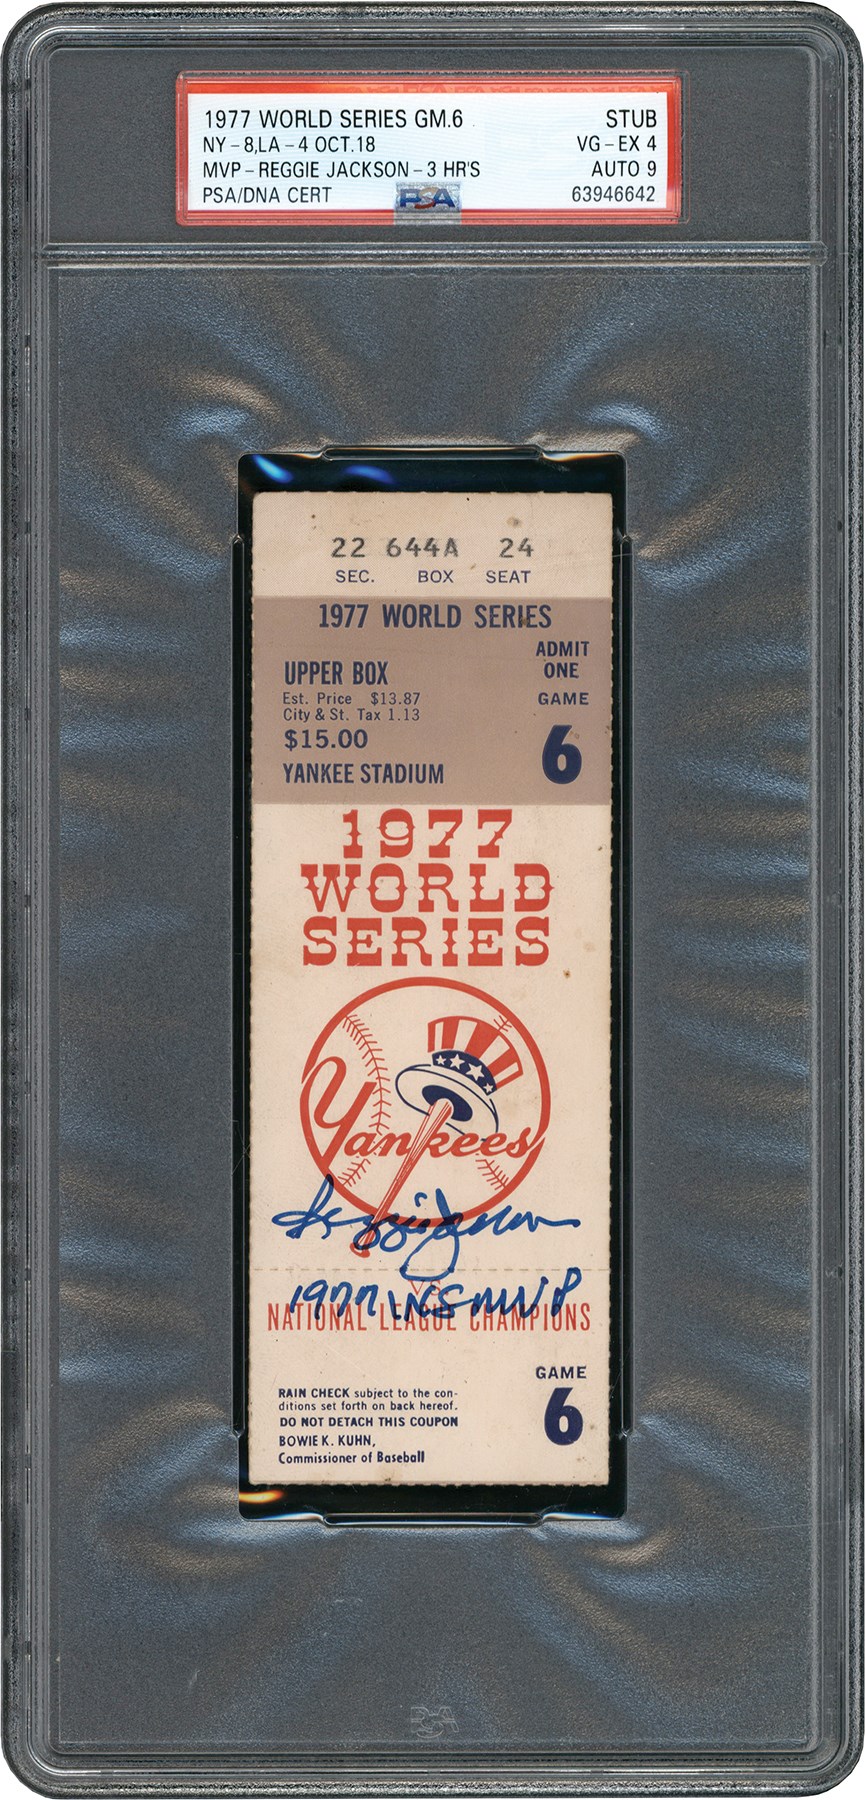 1977 WORLD SERIES GM.6 STUB
NY-8,LA-4 OCT.18 VG-EX 4
MVP-REGGIE JACKSON-3 HR'S AUTO 9
PSA/DNA CERT PSA 63946642
22 644A 24
SEC. BOX SEAT
1977 WORLD SERIES
ADMIT
UPPER BOX ONE
Est. Price $13.87 GAME
City & St. Tax 1.13
$15.00 6
YANKEE STADIUM
1977
WORLD
SERIES
Yankees
Reggie Jackson
VS.
1977 WS MVP
NATIONAL LEAGUE CHAMPIONS
GAME
6
RAIN CHECK subject to the con-
ditions set forth on back hereof.
DO NOT DETACH THIS COUPON
BOWIE K. KUHN,
Commissioner of Baseball
PSA